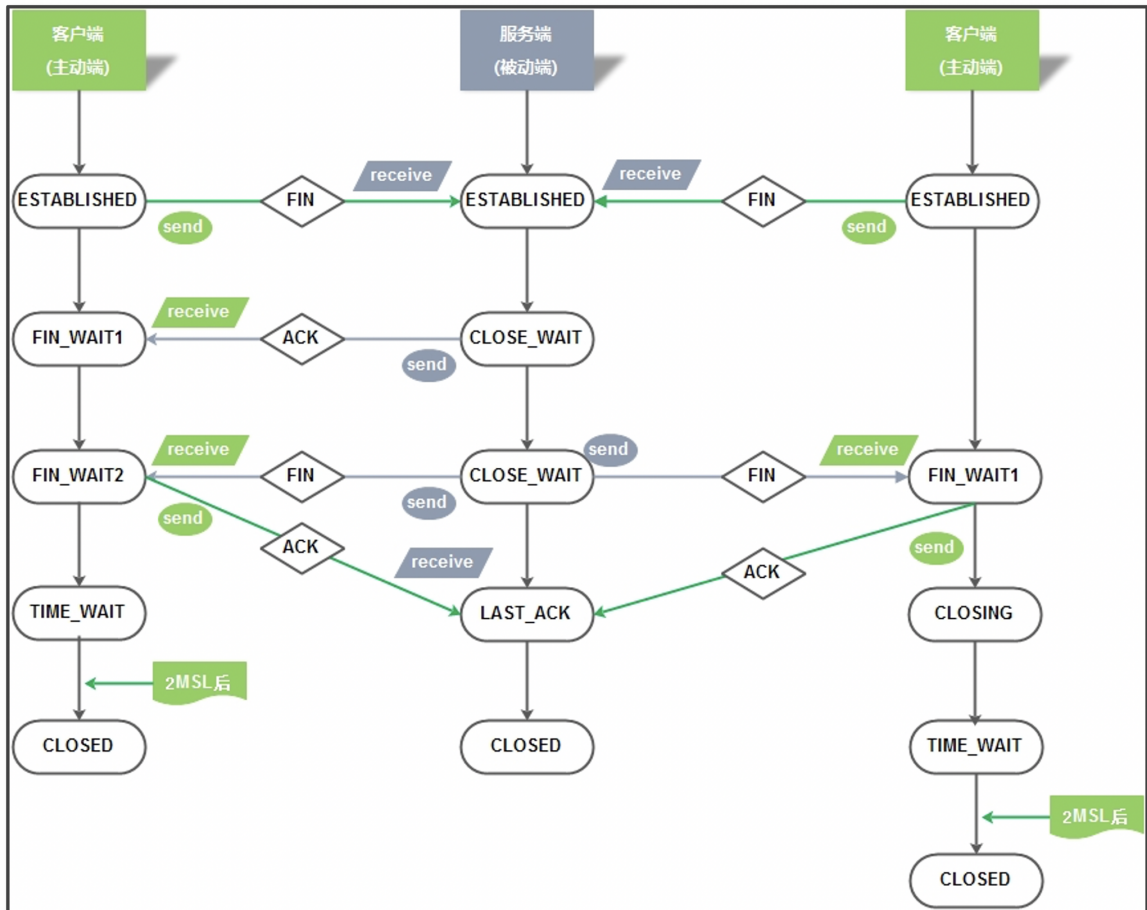 客户端
(主动端)
服务端
(被动端)
客户端
(主动端)
receive
receive
ESTABLISHED
FIN
ESTABLISHED
FIN
ESTABLISHED
send
send
receive
FIN_WAIT1
ACK
CLOSE_WAIT
send
receive
send
receive
FIN_WAIT2
FIN
CLOSE_WAIT
FIN
FIN_WAIT1
send
send
ACK
receive
send
ACK
TIME_WAIT
LAST_ACK
CLOSING
2MSL后
CLOSED
CLOSED
TIME_WAIT
2MSL后
CLOSED